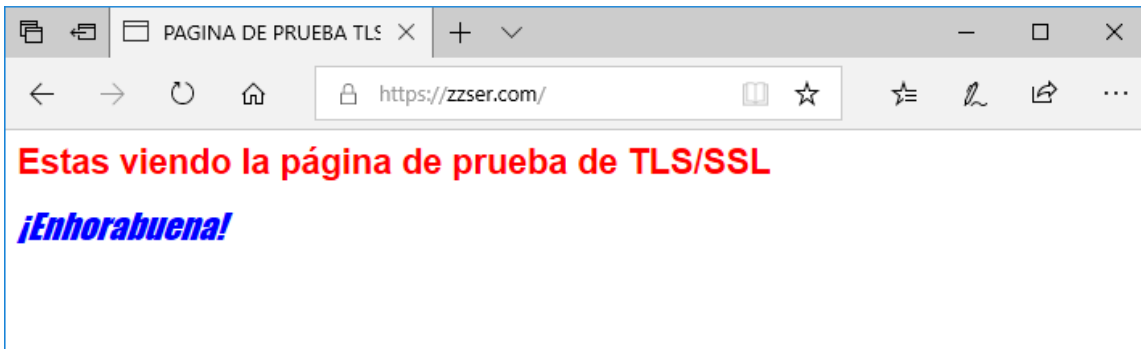 PAGINA DE PRUEBA TLS
https://zzser.com/
Estas viendo la página de prueba de TLS/SSL
¡Enhorabuena!